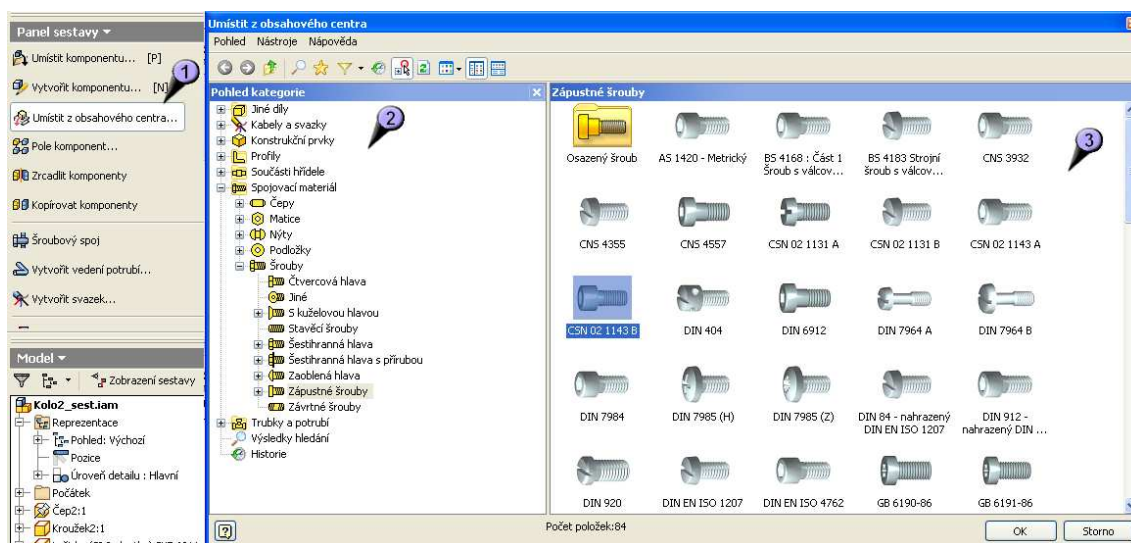 Panel sestavy
Umístit komponentu... [P]
Vytvořit komponentu... [N]
Umístit z obsahového centra...
Pole komponent...
Zrcadlit komponenty
Kopírovat komponenty
Šroubový spoj
Vytvořit vedení potrubí...
Vytvořit svazek...
1
Model
Zobrazení sestavy
Kolo2_sest.iam
Reprezentace
Pohled: Výchozí
Pozice
Úroveň detailu : Hlavní
Počátek
Čep2:1
Kroužek2:1
Umístit z obsahového centra
Pohled Nástroje Nápověda
Pohled kategorie
2
Jiné díly
Kabely a svazky
Konstrukční prvky
Profily
Součásti hřídele
Spojovací materiál
Čepy
Matice
Nýty
Podložky
Šrouby
Čtvercová hlava
Jiné
S kuželovou hlavou
Stavěcí šrouby
Šestihranná hlava
Šestihranná hlava s přírubou
Zaoblená hlava
Zápustné šrouby
Závrtné šrouby
Trubky a potrubí
Výsledky hledání
Historie
Zápustné šrouby
3
Osazený šroub
AS 1420 - Metrický
BS 4168 : Část 1
Šroub s válcov...
BS 4183 Strojní
šroub s válcov...
CNS 3932
CNS 4355
CNS 4557
CSN 02 1131 A
CSN 02 1131 B
CSN 02 1143 A
CSN 02 1143 B
DIN 404
DIN 6912
DIN 7964 A
DIN 7964 B
DIN 7984
DIN 7985 (H)
DIN 7985 (Z)
DIN 84 - nahrazený
DIN EN ISO 1207
DIN 912 -
nahrazený DIN ...
DIN 920
DIN EN ISO 1207
DIN EN ISO 4762
GB 6190-86
GB 6191-86
Počet položek:84
OK
Storno